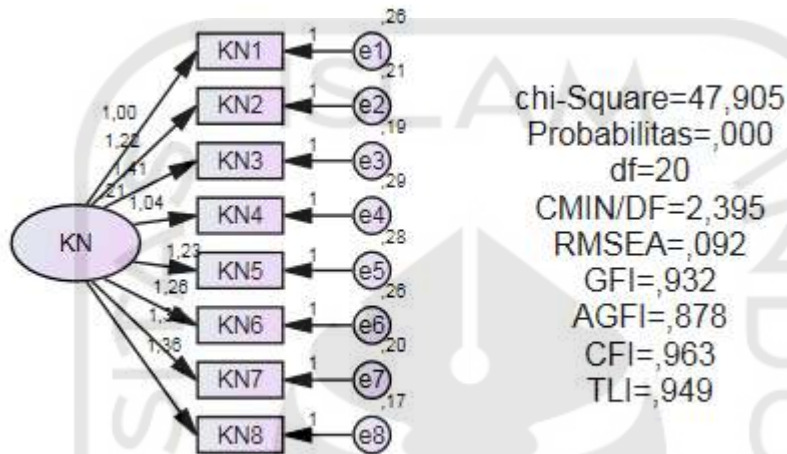 ,26
KN1 1 e1
,21
1,00 KN2 1 e2
,19
1,22 KN3 1 e3
1,41 ,29
,21 1,04 KN4 1 e4
,28
KN 1,23 KN5 1 e5
,26
1,26 KN6 1 e6
,20
1,36 KN7 1 e7
,17
KN8 1 e8
chi-Square=47,905
Probabilitas=,000
df=20
CMIN/DF=2,395
RMSEA=,092
GFI=,932
AGFI=,878
CFI=,963
TLI=,949
ISLAM